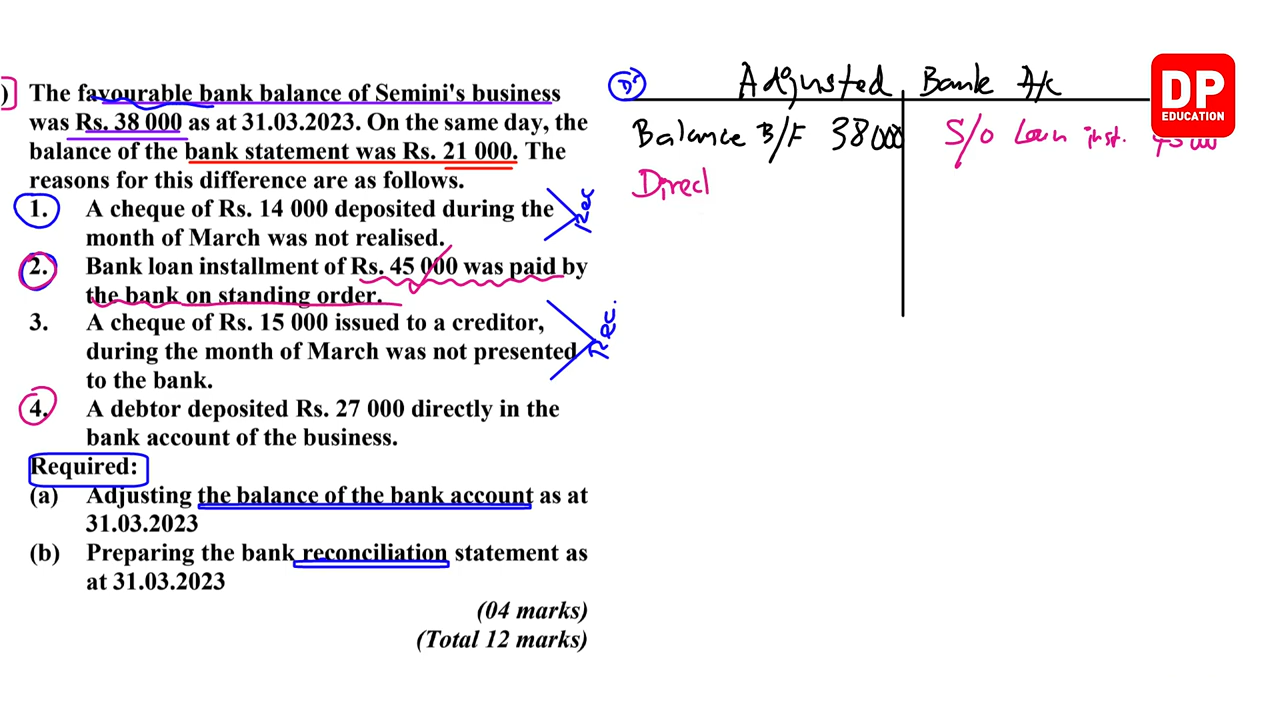 ) The favourable bank balance of Semini's business
was Rs. 38 000 as at 31.03.2023. On the same day, the
balance of the bank statement was Rs. 21 000. The
reasons for this difference are as follows.
1. A cheque of Rs. 14 000 deposited during the
month of March was not realised.
Rec
2. Bank loan installment of Rs. 45 000 was paid by
the bank on standing order.
3. A cheque of Rs. 15 000 issued to a creditor,
during the month of March was not presented
to the bank.
Rec.
4. A debtor deposited Rs. 27 000 directly in the
bank account of the business.
Required:
(a) Adjusting the balance of the bank account as at
31.03.2023
(b) Preparing the bank reconciliation statement as
at 31.03.2023
(04 marks)
(Total 12 marks)
Dr Adjusted Bank A/c
Balance B/F 38000 S/O Loan inst. 45000
Direct
DP
EDUCATION